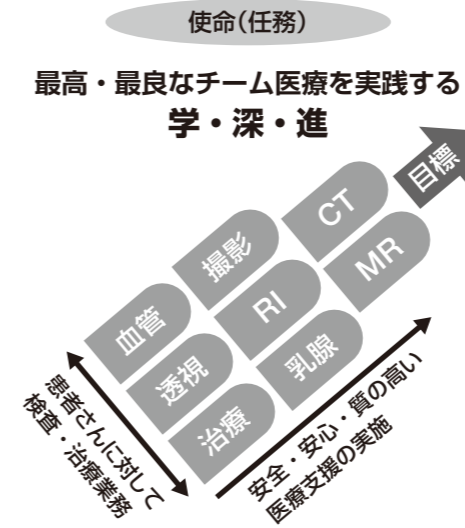 使命(任務)
最高・最良なチーム医療を実践する
学・深・進
目標
CT
撮影
MR
血管
RI
透視
乳腺
治療
患者さんに対して
検査・治療業務
安全・安心・質の高い
医療支援の実施